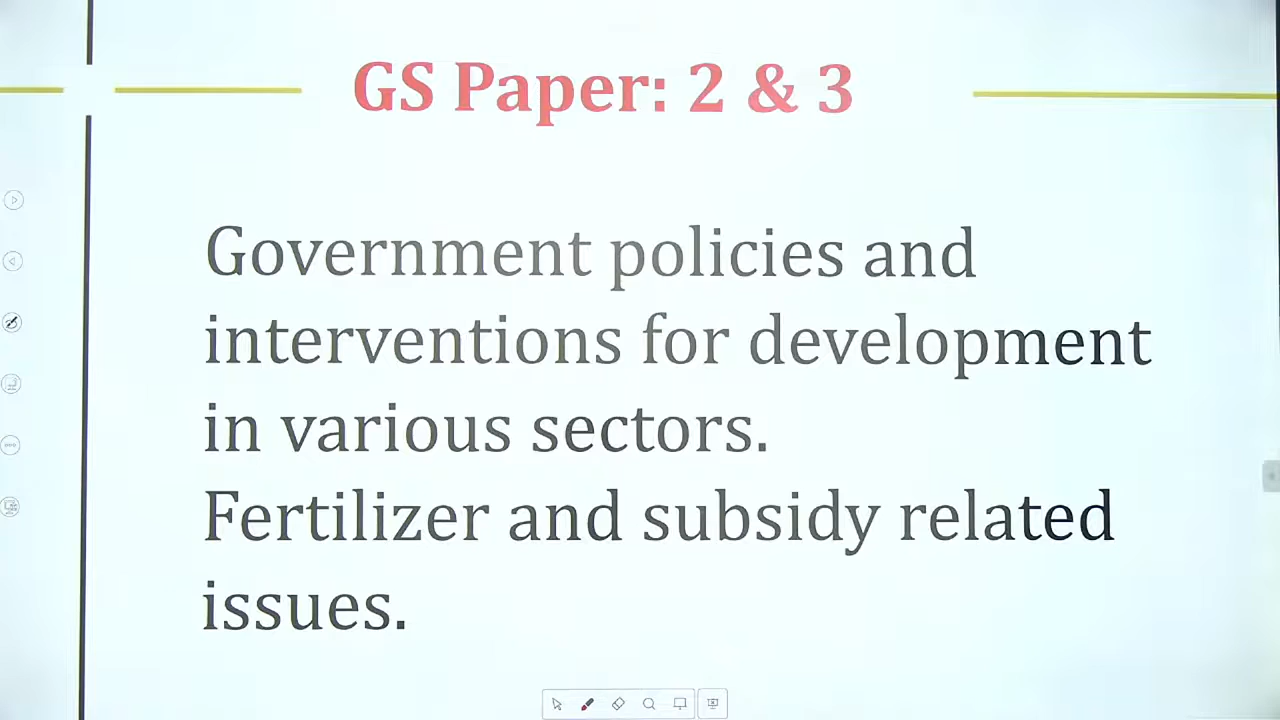 GS Paper: 2 & 3
Government policies and
interventions for development
in various sectors.
Fertilizer and subsidy related
issues.